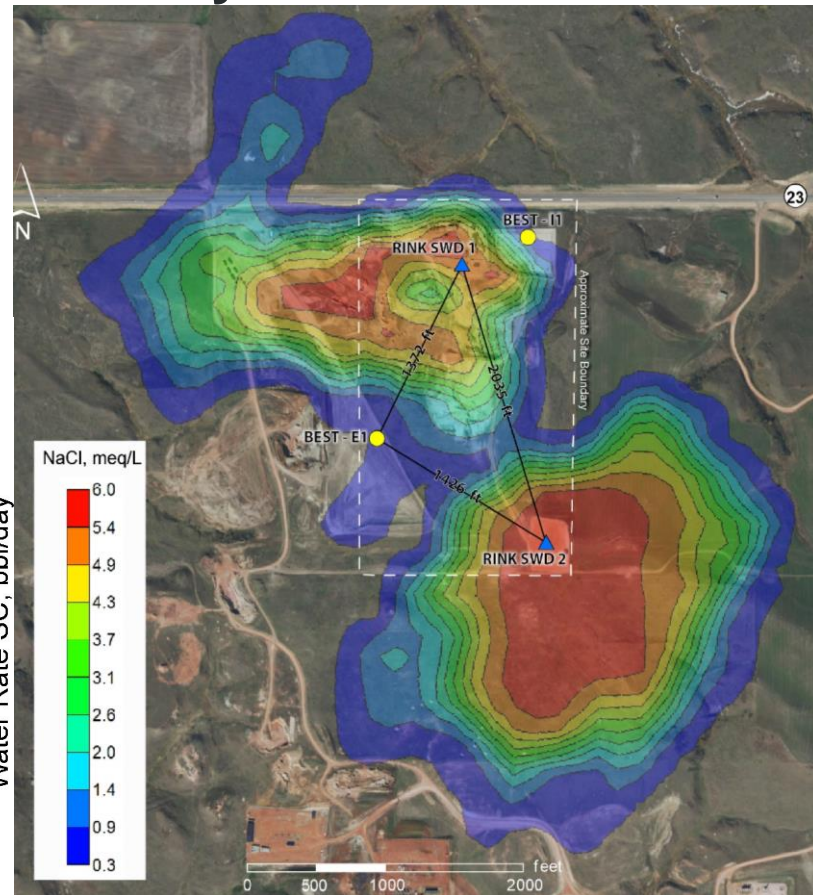 23
N
BEST - I1
RINK SWD 1
Approximate Site Boundary
1372 ft
2035 ft
BEST - E1
1426 ft
RINK SWD 2
NaCl, meq/L
6.0
5.4
4.9
4.3
3.7
3.1
2.6
2.0
1.4
0.9
0.3
Water Rate SC, bbl/day
feet
0 500 1000 2000